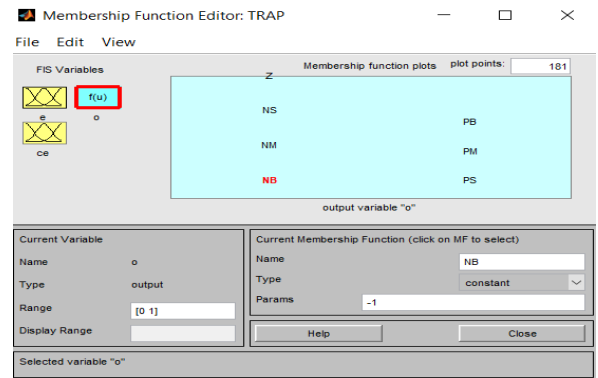 Membership Function Editor: TRAP
File Edit View
FIS Variables
Membership function plots plot points: 181
f(u)
e o
ce
Z
NS
NM
NB
PB
PM
PS
output variable "o"
Current Variable
Name o
Type output
Range [0 1]
Display Range
Current Membership Function (click on MF to select)
Name NB
Type constant
Params -1
Help Close
Selected variable "o"